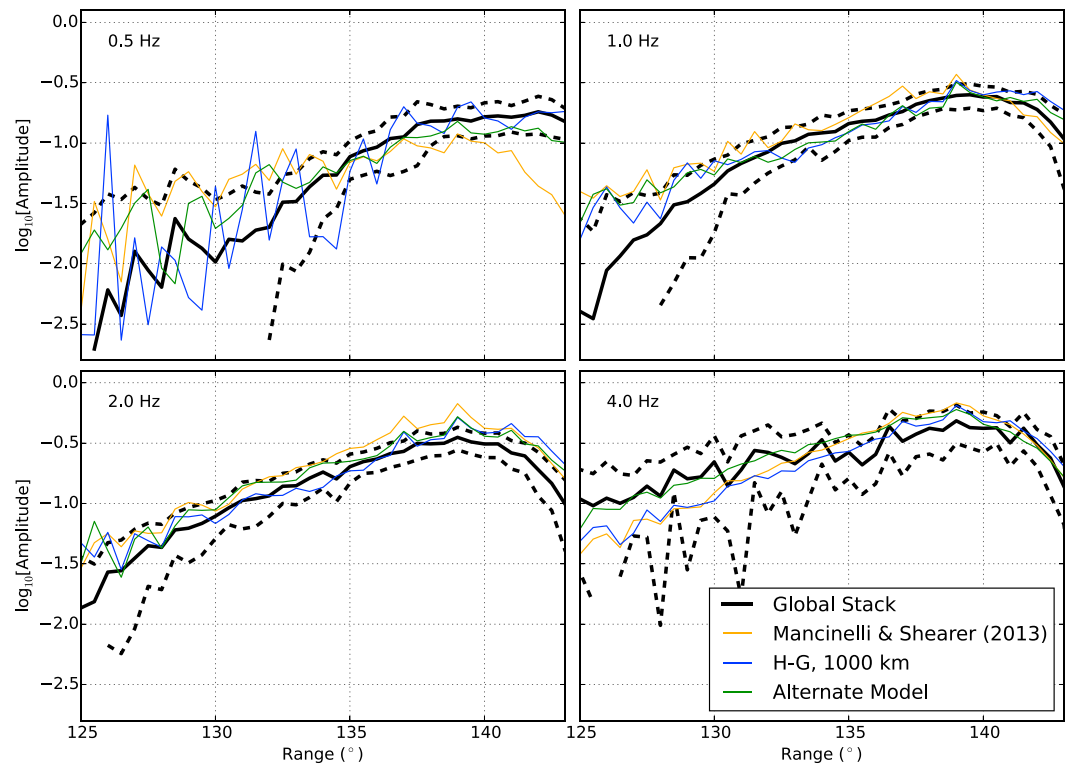 0.5 Hz
1.0 Hz
0.0
−0.5
−1.0
−1.5
−2.0
−2.5
log10[Amplitude]
2.0 Hz
4.0 Hz
0.0
−0.5
−1.0
−1.5
−2.0
−2.5
log10[Amplitude]
Global Stack
Mancinelli & Shearer (2013)
H-G, 1000 km
Alternate Model
125 130 135 140
125 130 135 140
Range (°)
Range (°)